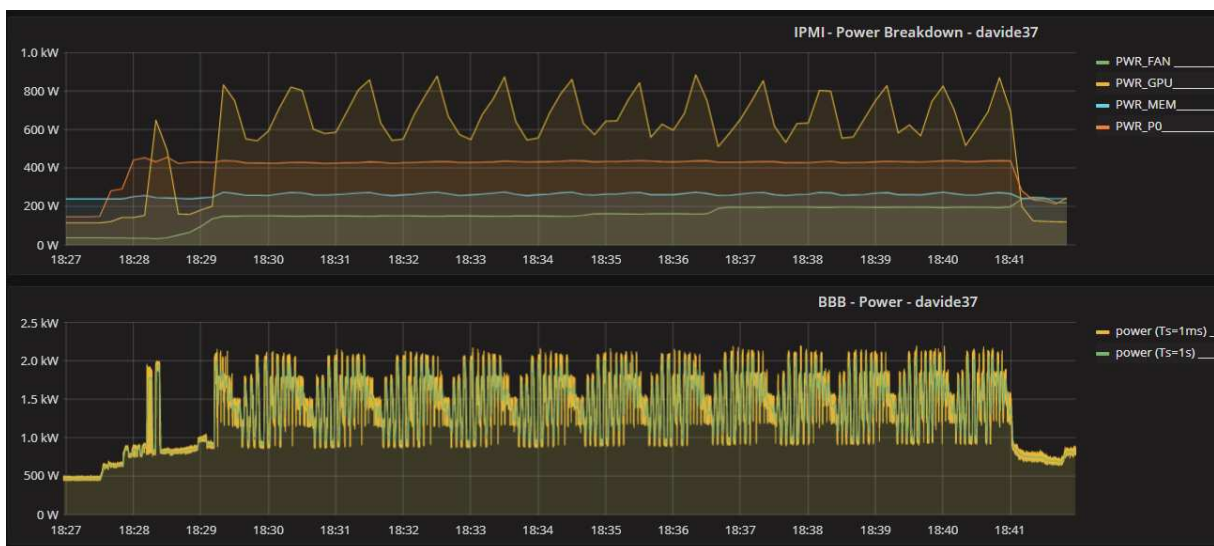 IPMI - Power Breakdown - davide37
1.0 kW
800 W
600 W
400 W
200 W
0 W
18:27 18:28 18:29 18:30 18:31 18:32 18:33 18:34 18:35 18:36 18:37 18:38 18:39 18:40 18:41
PWR_FAN
PWR_GPU
PWR_MEM
PWR_P0
BBB - Power - davide37
2.5 kW
2.0 kW
1.5 kW
1.0 kW
500 W
0 W
18:27 18:28 18:29 18:30 18:31 18:32 18:33 18:34 18:35 18:36 18:37 18:38 18:39 18:40 18:41
power (Ts=1ms)
power (Ts=1s)